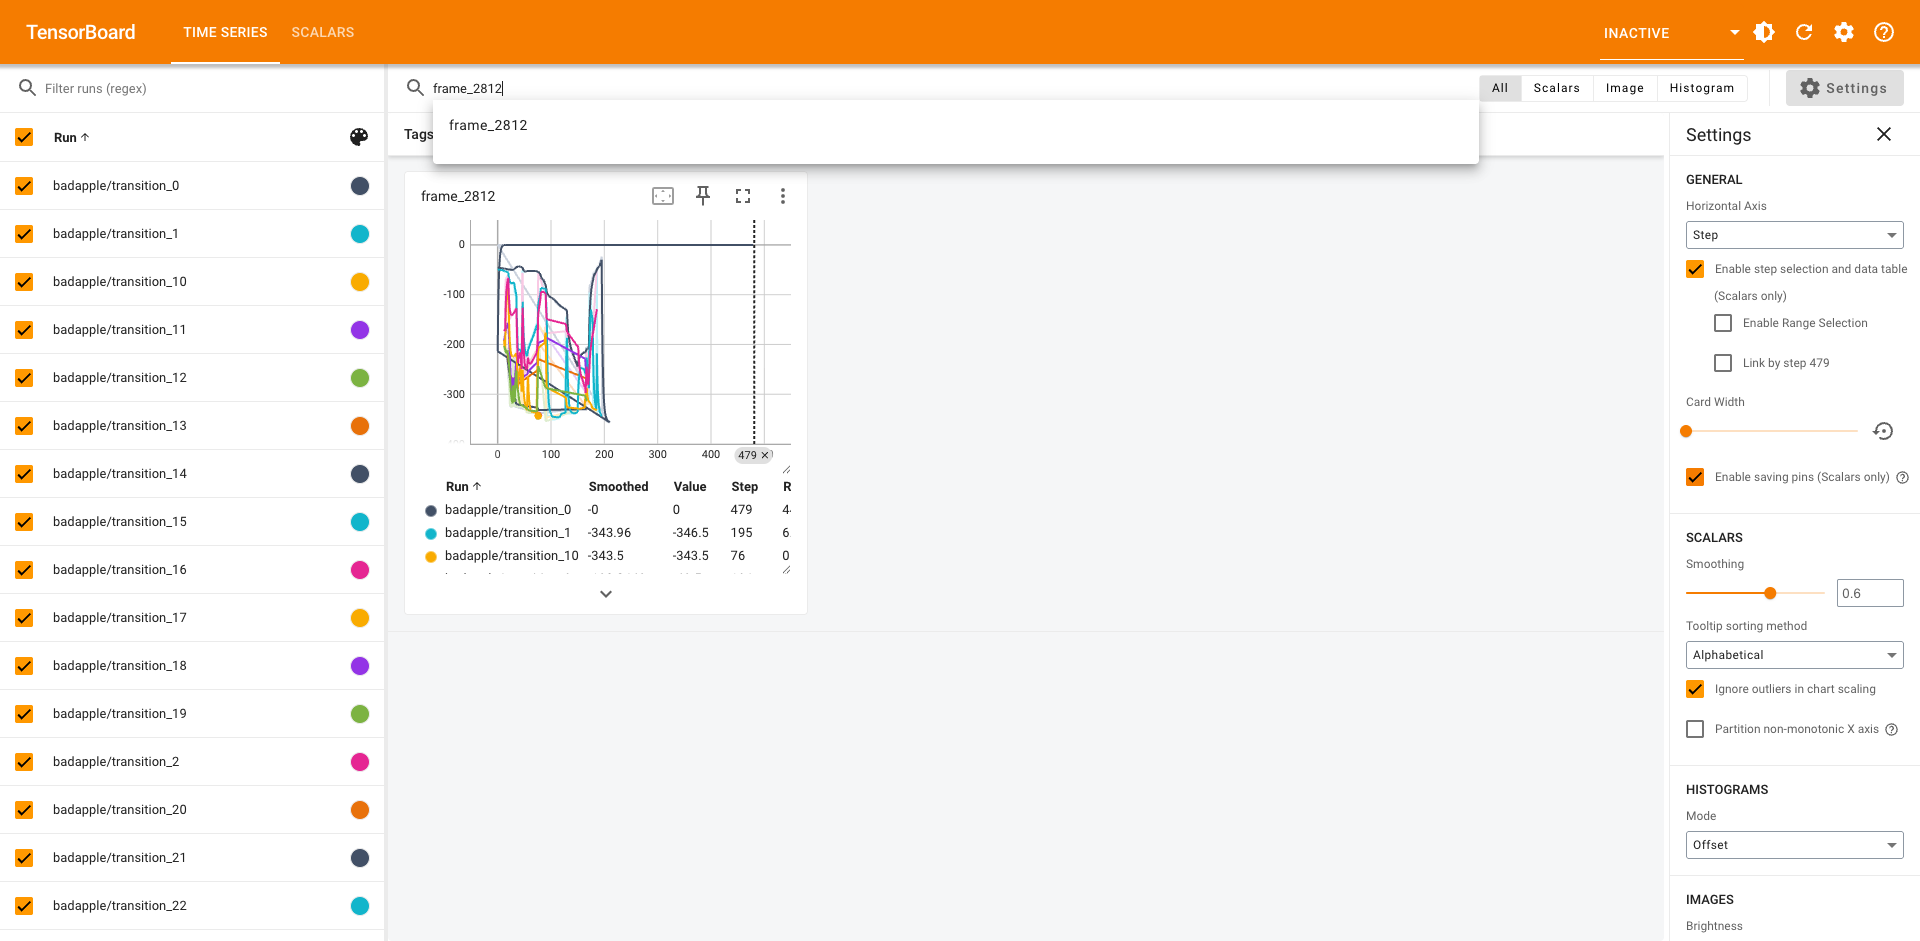 TensorBoard
TIME SERIES
SCALARS
INACTIVE
Filter runs (regex)
frame_2812
All
Scalars
Image
Histogram
Settings
frame_2812
Run
Tags
Settings
badapple/transition_0
badapple/transition_1
badapple/transition_10
badapple/transition_11
badapple/transition_12
badapple/transition_13
badapple/transition_14
badapple/transition_15
badapple/transition_16
badapple/transition_17
badapple/transition_18
badapple/transition_19
badapple/transition_2
badapple/transition_20
badapple/transition_21
badapple/transition_22
frame_2812
0
-100
-200
-300
0 100 200 300 400 479
Run Smoothed Value Step R
badapple/transition_0 -0 0 479 4
badapple/transition_1 -343.96 -346.5 195 6
badapple/transition_10 -343.5 -343.5 76 0
GENERAL
Horizontal Axis
Step
Enable step selection and data table
(Scalars only)
Enable Range Selection
Link by step 479
Card Width
Enable saving pins (Scalars only)
SCALARS
Smoothing
0.6
Tooltip sorting method
Alphabetical
Ignore outliers in chart scaling
Partition non-monotonic X axis
HISTOGRAMS
Mode
Offset
IMAGES
Brightness